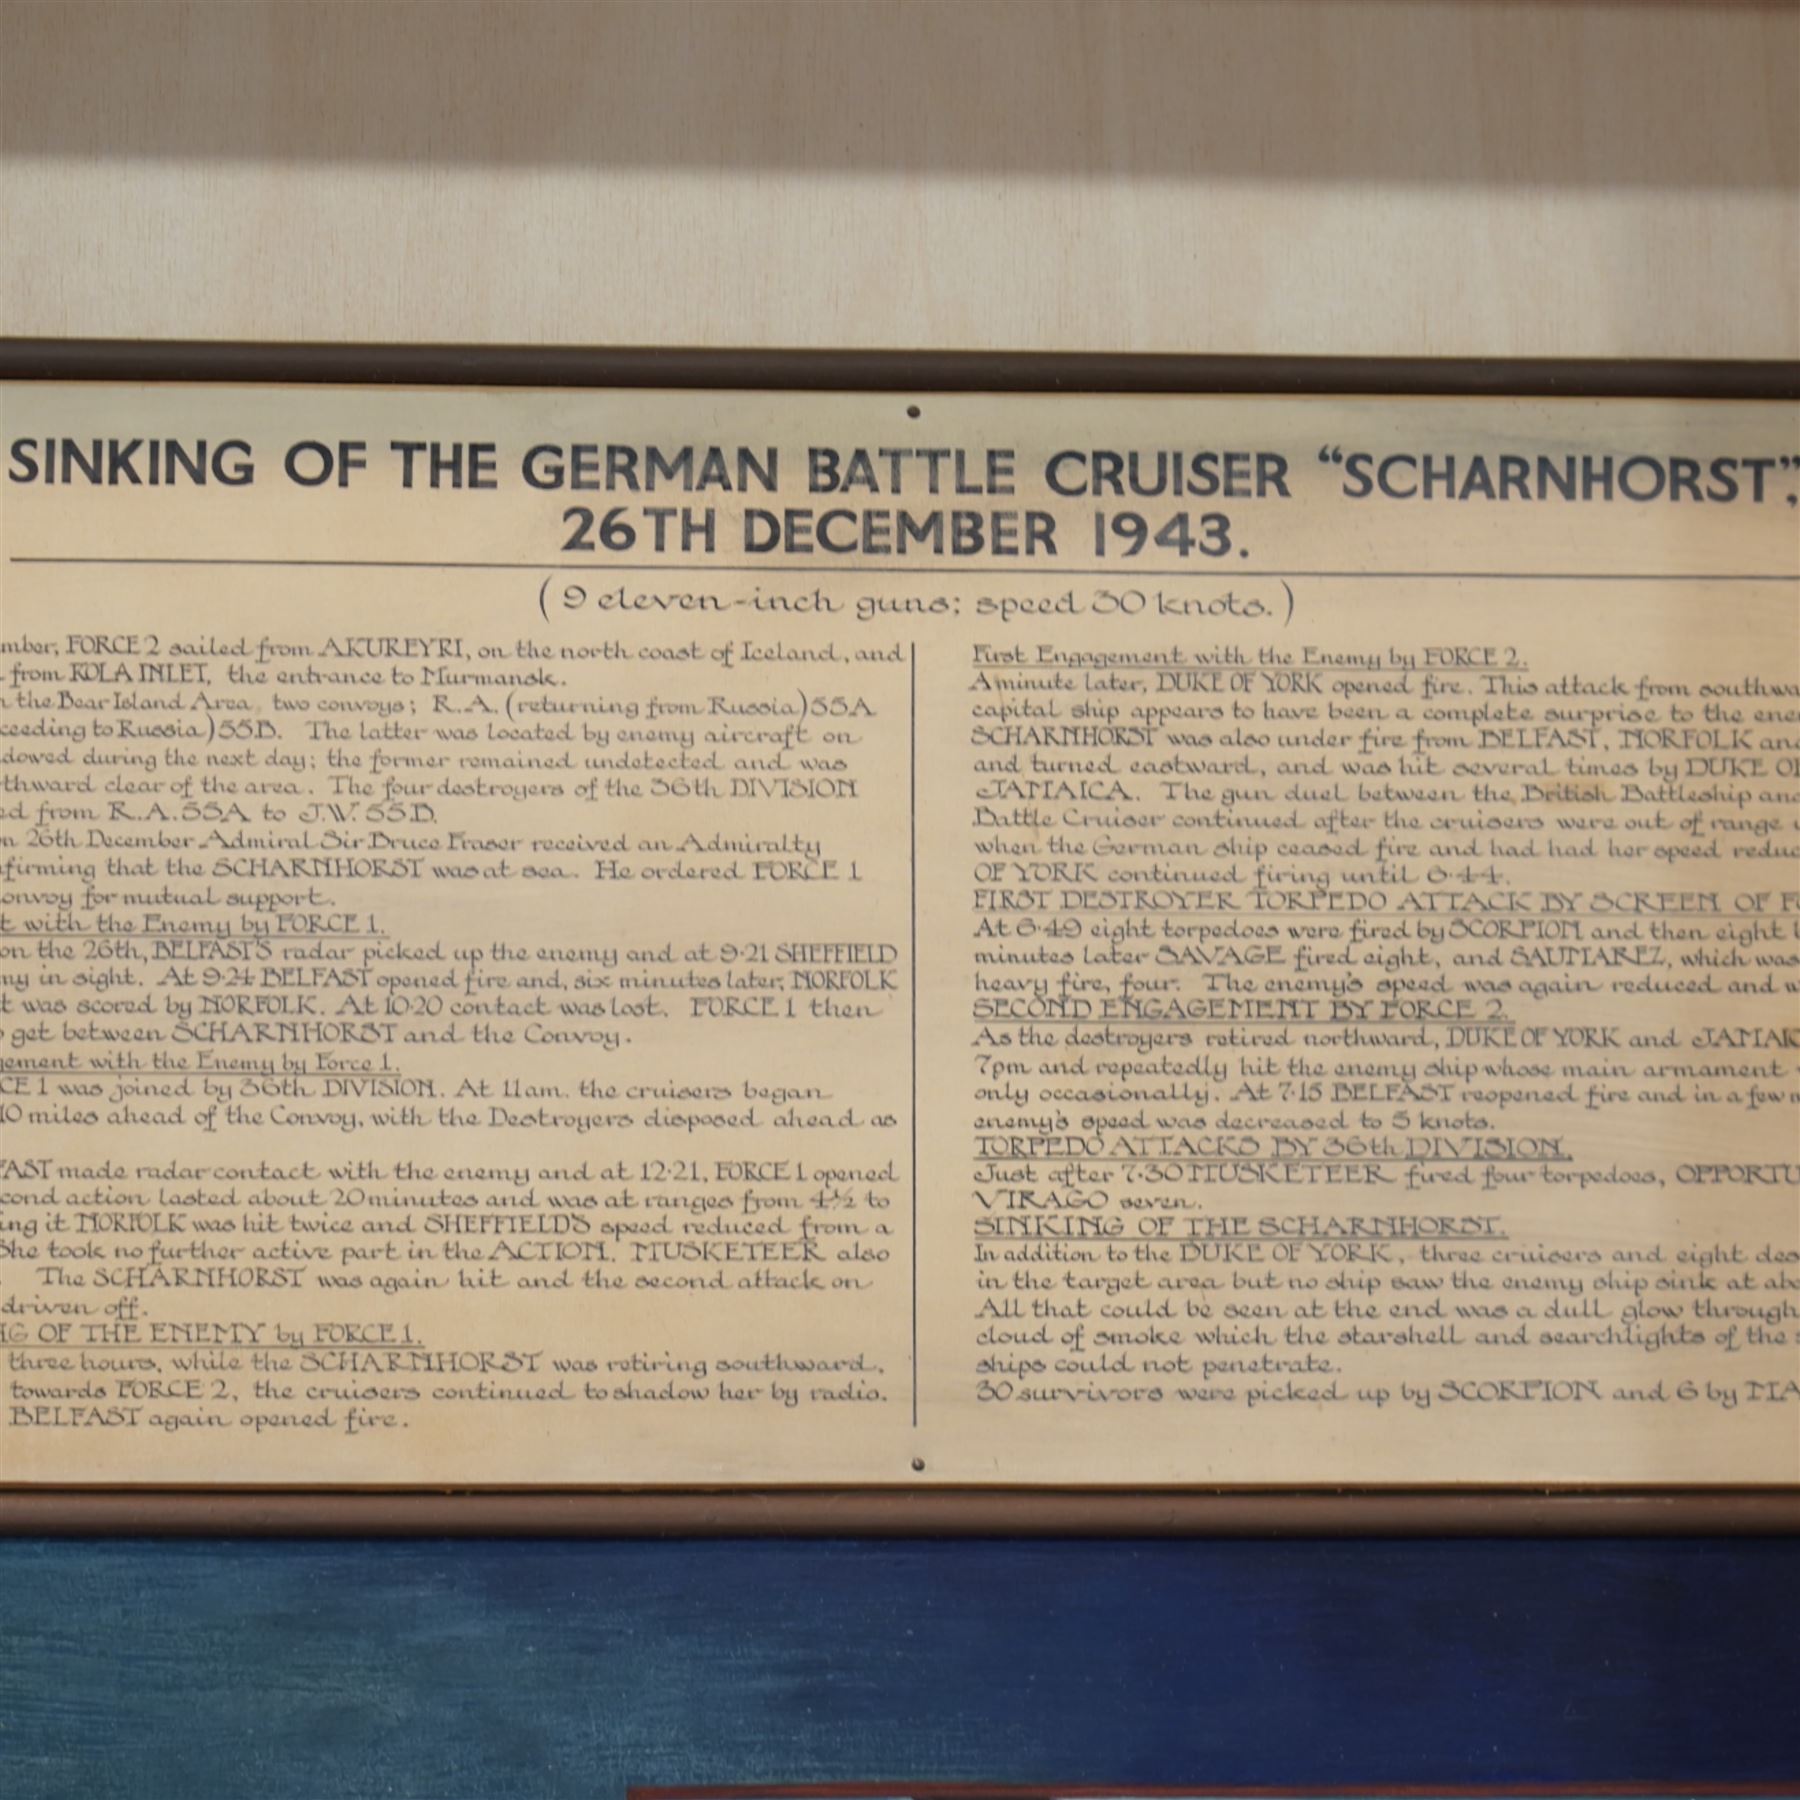 SINKING OF THE GERMAN BATTLE CRUISER “SCHARNHORST”,
26TH DECEMBER 1943.
(9 eleven-inch guns; speed 30 knots.)
mber, FORCE 2 sailed from AKUREYRI, on the north coast of Iceland, and
from KOLA INLET, the entrance to Murmansk.
the Bear Island Area, two convoys; R.A. (returning from Russia) 55A
ceeding to Russia) 55B. The latter was located by enemy aircraft on
dowed during the next day; the former remained undetected and was
thward clear of the area. The four destroyers of the 36th DIVISION
ed from R.A. 55A to J.W. 55B.
on 26th December Admiral Sir Bruce Fraser received an Admiralty
firming that the SCHARNHORST was at sea. He ordered FORCE 1
onvoy for mutual support.
t with the Enemy by FORCE 1.
on the 26th, BELFAST'S radar picked up the enemy and at 9·21 SHEFFIELD
my in sight. At 9·24 BELFAST opened fire and, six minutes later, NORFOLK
t was scored by NORFOLK. At 10·20 contact was lost. FORCE 1 then
get between SCHARNHORST and the Convoy.
gement with the Enemy by Force 1.
CE 1 was joined by 36th DIVISION. At 11am. the cruisers began
10 miles ahead of the Convoy, with the Destroyers disposed ahead as
FAST made radar contact with the enemy and at 12·21, FORCE 1 opened
cond action lasted about 20 minutes and was at ranges from 4½ to
ing it NORFOLK was hit twice and SHEFFIELD'S speed reduced from a
She took no further active part in the ACTION. MUSKETEER also
The SCHARNHORST was again hit and the second attack on
driven off.
NG OF THE ENEMY by FORCE 1.
three hours, while the SCHARNHORST was retiring southward,
towards FORCE 2, the cruisers continued to shadow her by radio.
BELFAST again opened fire.
First Engagement with the Enemy by FORCE 2.
A minute later, DUKE OF YORK opened fire. This attack from southwa
capital ship appears to have been a complete surprise to the ene
SCHARNHORST was also under fire from BELFAST, NORFOLK an
and turned eastward, and was hit several times by DUKE O
JAMAICA. The gun duel between the British Battleship an
Battle Cruiser continued after the cruisers were out of range
when the German ship ceased fire and had had her speed reduc
OF YORK continued firing until 6·44.
FIRST DESTROYER TORPEDO ATTACK BY SCREEN OF F
At 6·49 eight torpedoes were fired by SCORPION and then eight
minutes later SAVAGE fired eight, and SAUMAREZ, which was
heavy fire, four. The enemy's speed was again reduced and w
SECOND ENGAGEMENT BY FORCE 2.
As the destroyers retired northward, DUKE OF YORK and JAMAIC
7pm and repeatedly hit the enemy ship whose main armament
only occasionally. At 7·15 BELFAST reopened fire and in a few m
enemy's speed was decreased to 5 knots.
TORPEDO ATTACKS BY 36th DIVISION.
Just after 7·30 MUSKETEER fired four torpedoes, OPPORTU
VIRAGO seven.
SINKING OF THE SCHARNHORST.
In addition to the DUKE OF YORK, three cruisers and eight des
in the target area but no ship saw the enemy ship sink at abo
All that could be seen at the end was a dull glow through
cloud of smoke which the starshell and searchlights of the
ships could not penetrate.
30 survivors were picked up by SCORPION and 6 by MA